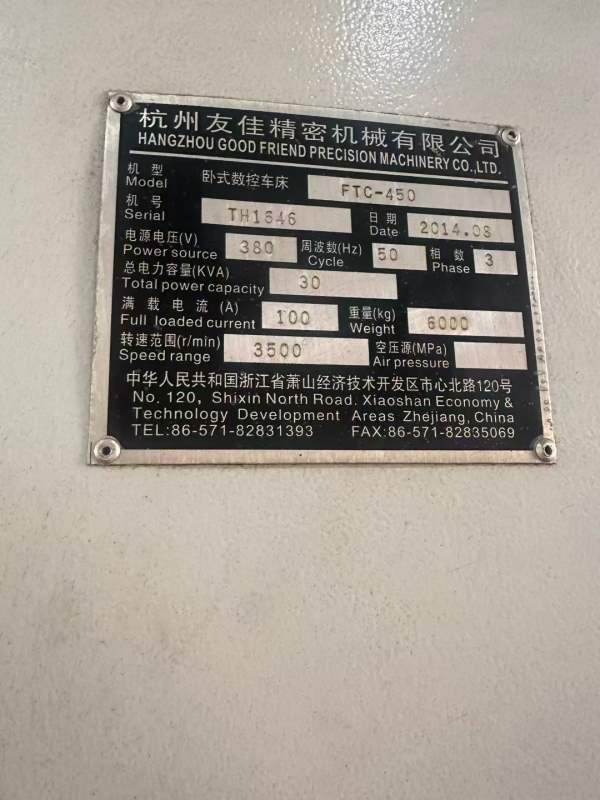 杭州友佳精密机械有限公司
HANGZHOU GOOD FRIEND PRECISION MACHINERY CO.,LTD.
机型 卧式数控车床 FTC-450
Model
机号 TH1646 日期 2014.08
Serial Date
电源电压(V) 380 周波数(Hz) 50 相数 3
Power source Cycle Phase
总电力容量(KVA) 30
Total power capacity
满载电流(A) 100 重量(kg) 6000
Full loaded current Weight
转速范围(r/min) 3500 空压源(MPa)
Speed range Air pressure
中华人民共和国浙江省萧山经济技术开发区市心北路120号
No. 120, Shixin North Road. Xiaoshan Economy &
Technology Development Areas Zhejiang, China
TEL:86-571-82831393 FAX:86-571-82835069